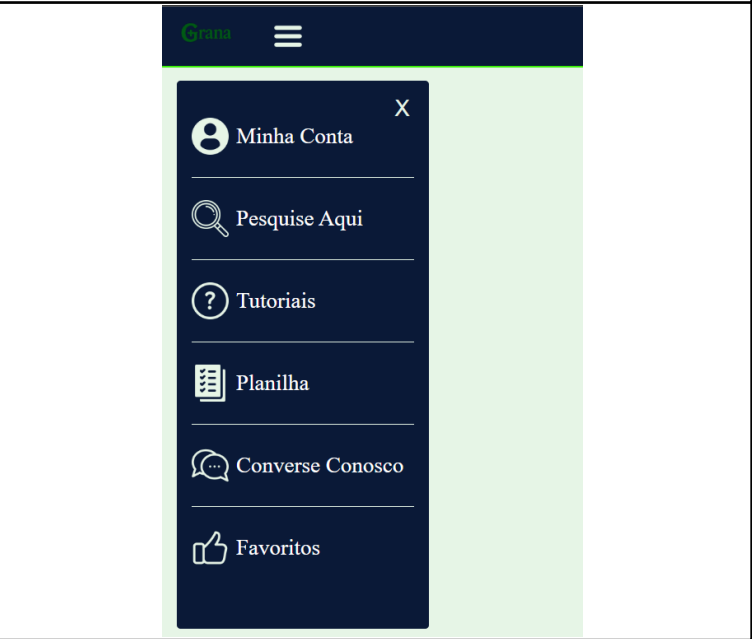 Grana
X
Minha Conta
Pesquise Aqui
Tutoriais
Planilha
Converse Conosco
Favoritos